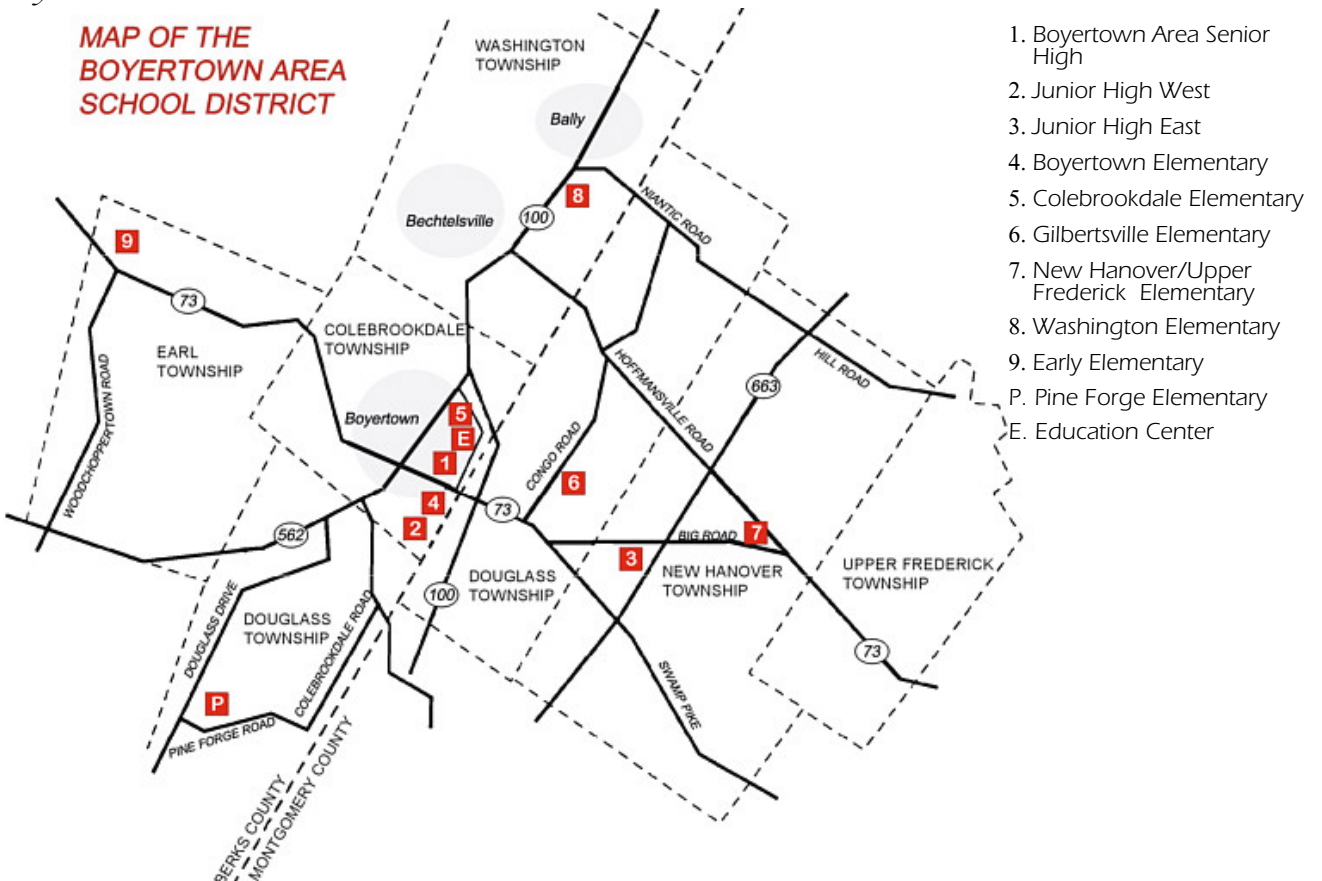 MAP OF THE
BOYERTOWN AREA
SCHOOL DISTRICT
WASHINGTON
TOWNSHIP
Bally
Bechtelsville
8
100
NIANTIC ROAD
9
73
COLEBROOKDALE
TOWNSHIP
EARL
TOWNSHIP
WOODCHOPPERTOWN ROAD
HOFFMANSVILLE ROAD
HILL ROAD
663
Boyertown
5
E
1
CONGO ROAD
6
4
73
2
562
BIG ROAD
7
3
NEW HANOVER
TOWNSHIP
UPPER FREDERICK
TOWNSHIP
DOUGLASS
TOWNSHIP
100
DOUGLASS DRIVE
DOUGLASS
TOWNSHIP
COLEBROOKDALE ROAD
73
SWAMP PIKE
P
PINE FORGE ROAD
BERKS COUNTY
MONTGOMERY COUNTY
1. Boyertown Area Senior
High
2. Junior High West
3. Junior High East
4. Boyertown Elementary
5. Colebrookdale Elementary
6. Gilbertsville Elementary
7. New Hanover/Upper
Frederick Elementary
8. Washington Elementary
9. Early Elementary
P. Pine Forge Elementary
E. Education Center